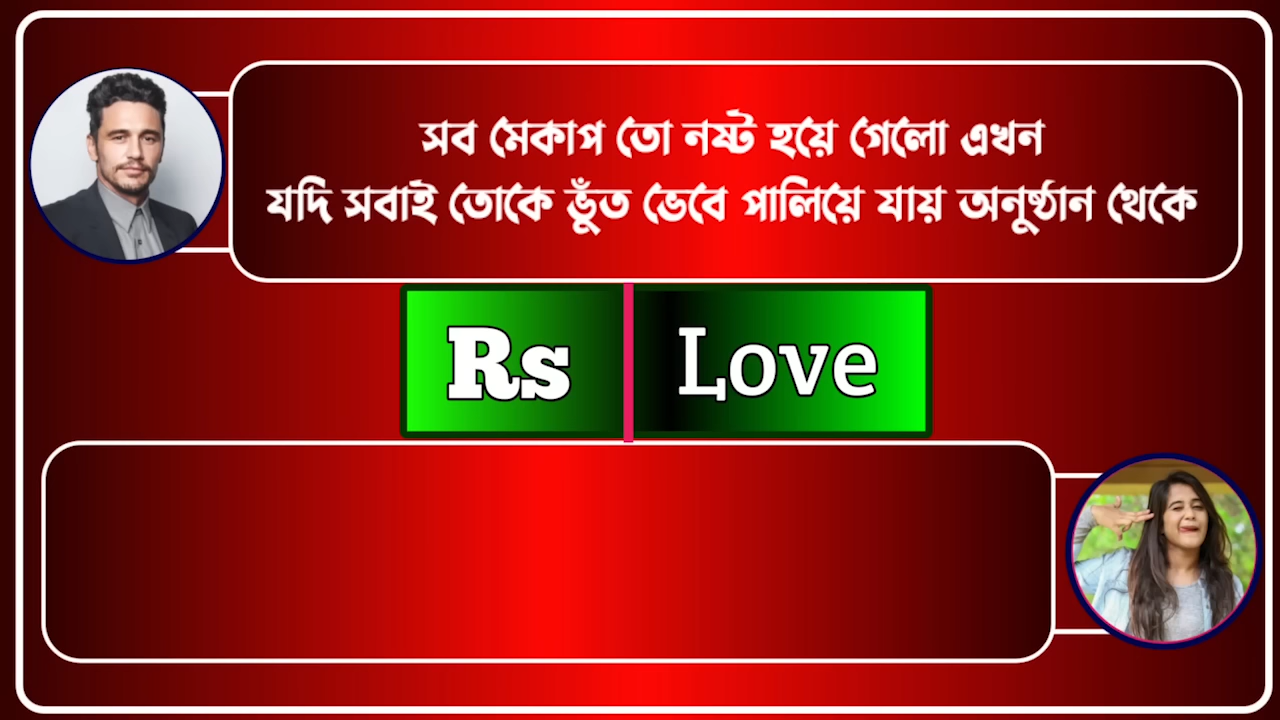 সব মেকাপ তো নষ্ট হয়ে গেলো এখন
যদি সবাই তোকে ভুঁত ভেবে পালিয়ে যায় অনুষ্ঠান থেকে
Rs Love